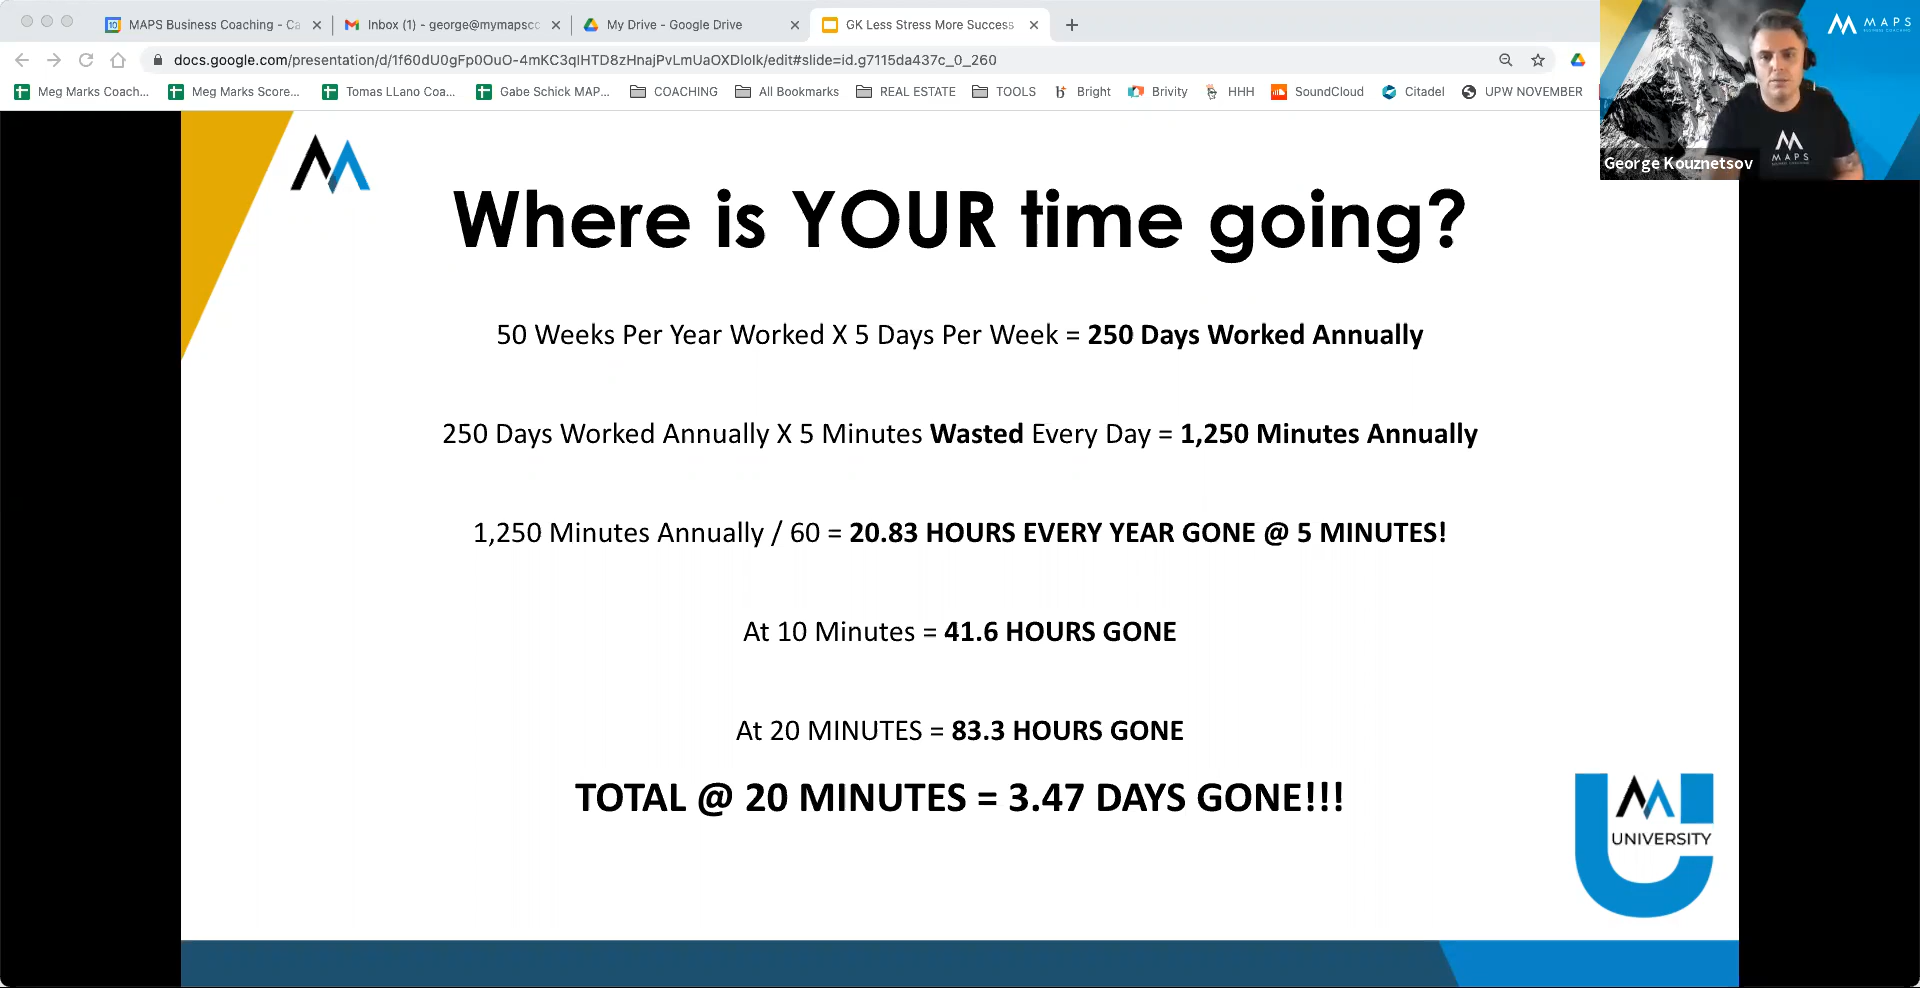 MAPS Business Coaching - Ca
Inbox (1) - george@mymapscc
My Drive - Google Drive
GK Less Stress More Success
docs.google.com/presentation/d/1f60dU0gFp0OuO-4mKC3qIHTD8zHnajPvLmUaOXDIoIk/edit#slide=id.g7115da437c_0_260
Meg Marks Coach...
Meg Marks Score...
Tomas LLano Coa...
Gabe Schick MAP...
COACHING
All Bookmarks
REAL ESTATE
TOOLS
Bright
Brivity
HHH
SoundCloud
Citadel
UPW NOVEMBER
MAPS
BUSINESS COACHING
MAPS
George Kouznetsov
Where is YOUR time going?
50 Weeks Per Year Worked X 5 Days Per Week = 250 Days Worked Annually
250 Days Worked Annually X 5 Minutes Wasted Every Day = 1,250 Minutes Annually
1,250 Minutes Annually / 60 = 20.83 HOURS EVERY YEAR GONE @ 5 MINUTES!
At 10 Minutes = 41.6 HOURS GONE
At 20 MINUTES = 83.3 HOURS GONE
TOTAL @ 20 MINUTES = 3.47 DAYS GONE!!!
UNIVERSITY